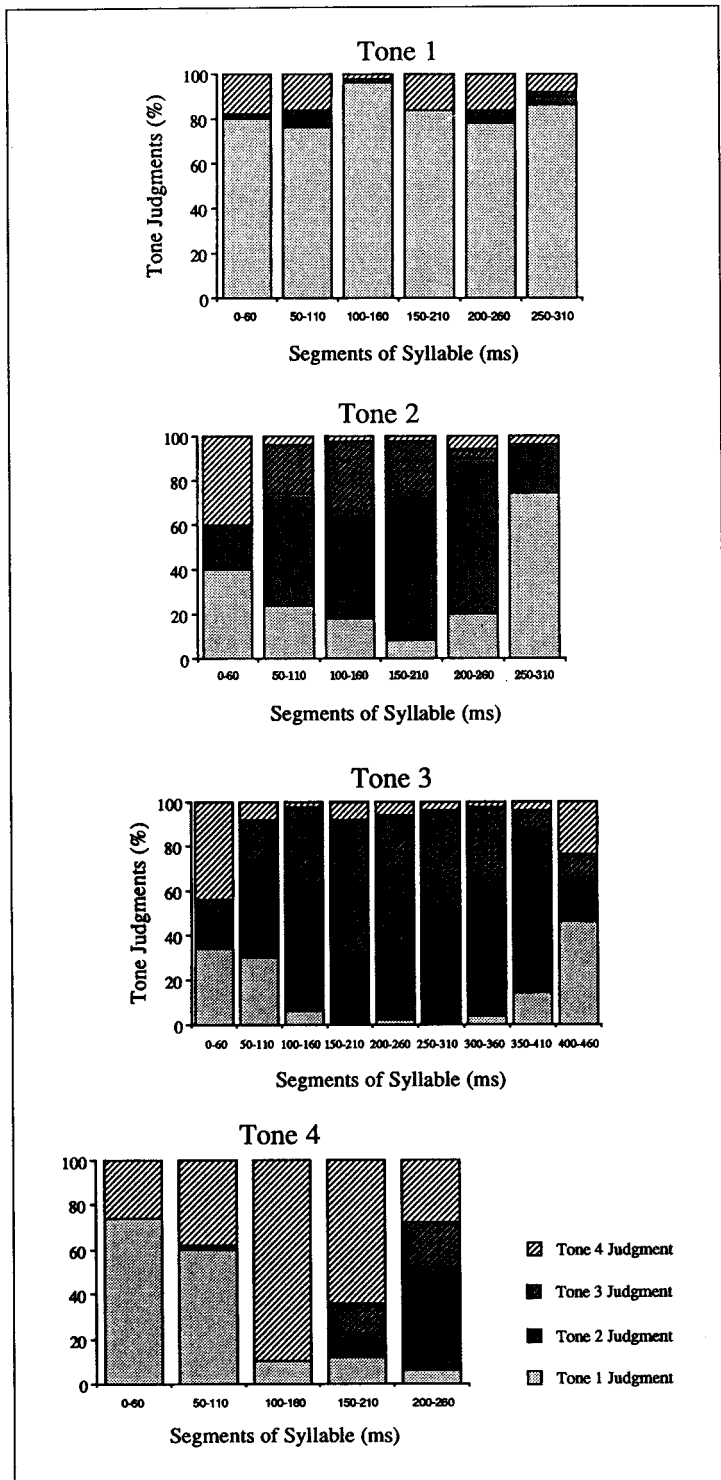 Tone 1
Tone Judgments (%)
100
80
60
40
20
0
0-60 50-110 100-160 150-210 200-260 250-310
Segments of Syllable (ms)
Tone 2
100
80
60
40
20
0
0-60 50-110 100-160 150-210 200-260 250-310
Segments of Syllable (ms)
Tone 3
Tone Judgments (%)
100
80
60
40
20
0
0-60 50-110 100-160 150-210 200-260 250-310 300-360 350-410 400-460
Segments of Syllable (ms)
Tone 4
100
80
60
40
20
0
0-60 50-110 100-160 150-210 200-260
Segments of Syllable (ms)
Tone 4 Judgment
Tone 3 Judgment
Tone 2 Judgment
Tone 1 Judgment